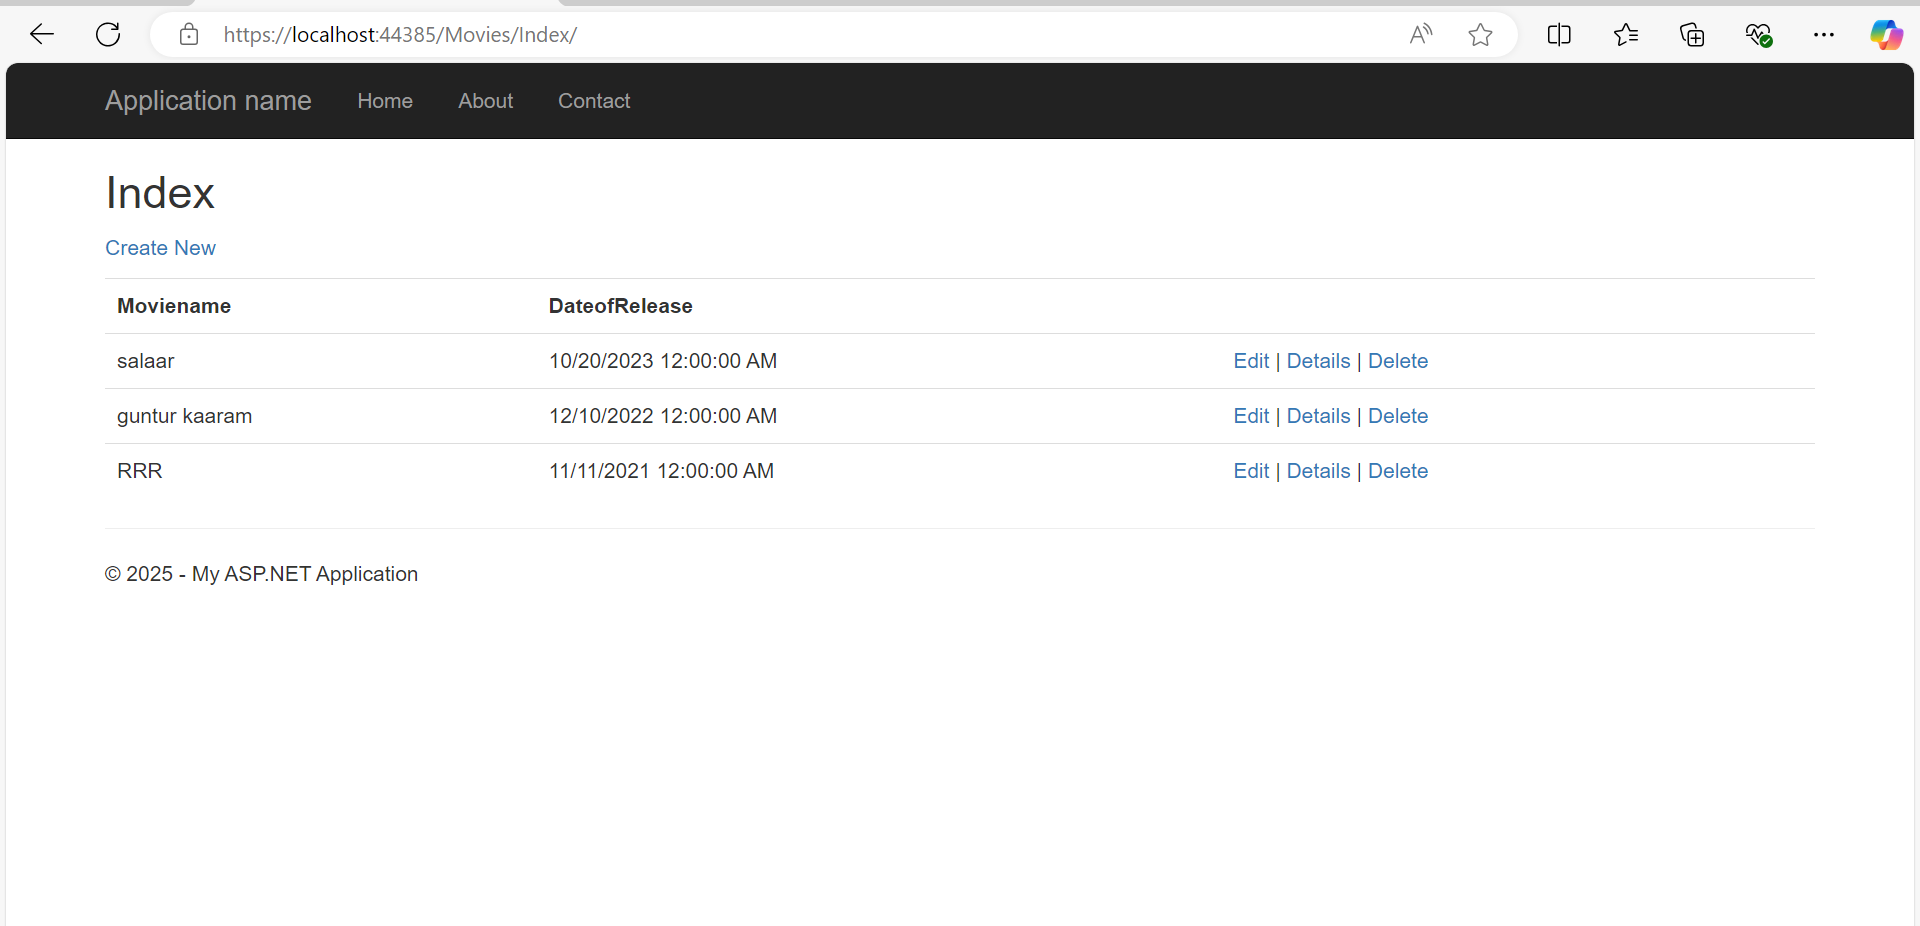 https://localhost:44385/Movies/Index/
Application name Home About Contact
Index
Create New
Moviename DateofRelease
salaar 10/20/2023 12:00:00 AM Edit | Details | Delete
guntur kaaram 12/10/2022 12:00:00 AM Edit | Details | Delete
RRR 11/11/2021 12:00:00 AM Edit | Details | Delete
© 2025 - My ASP.NET Application